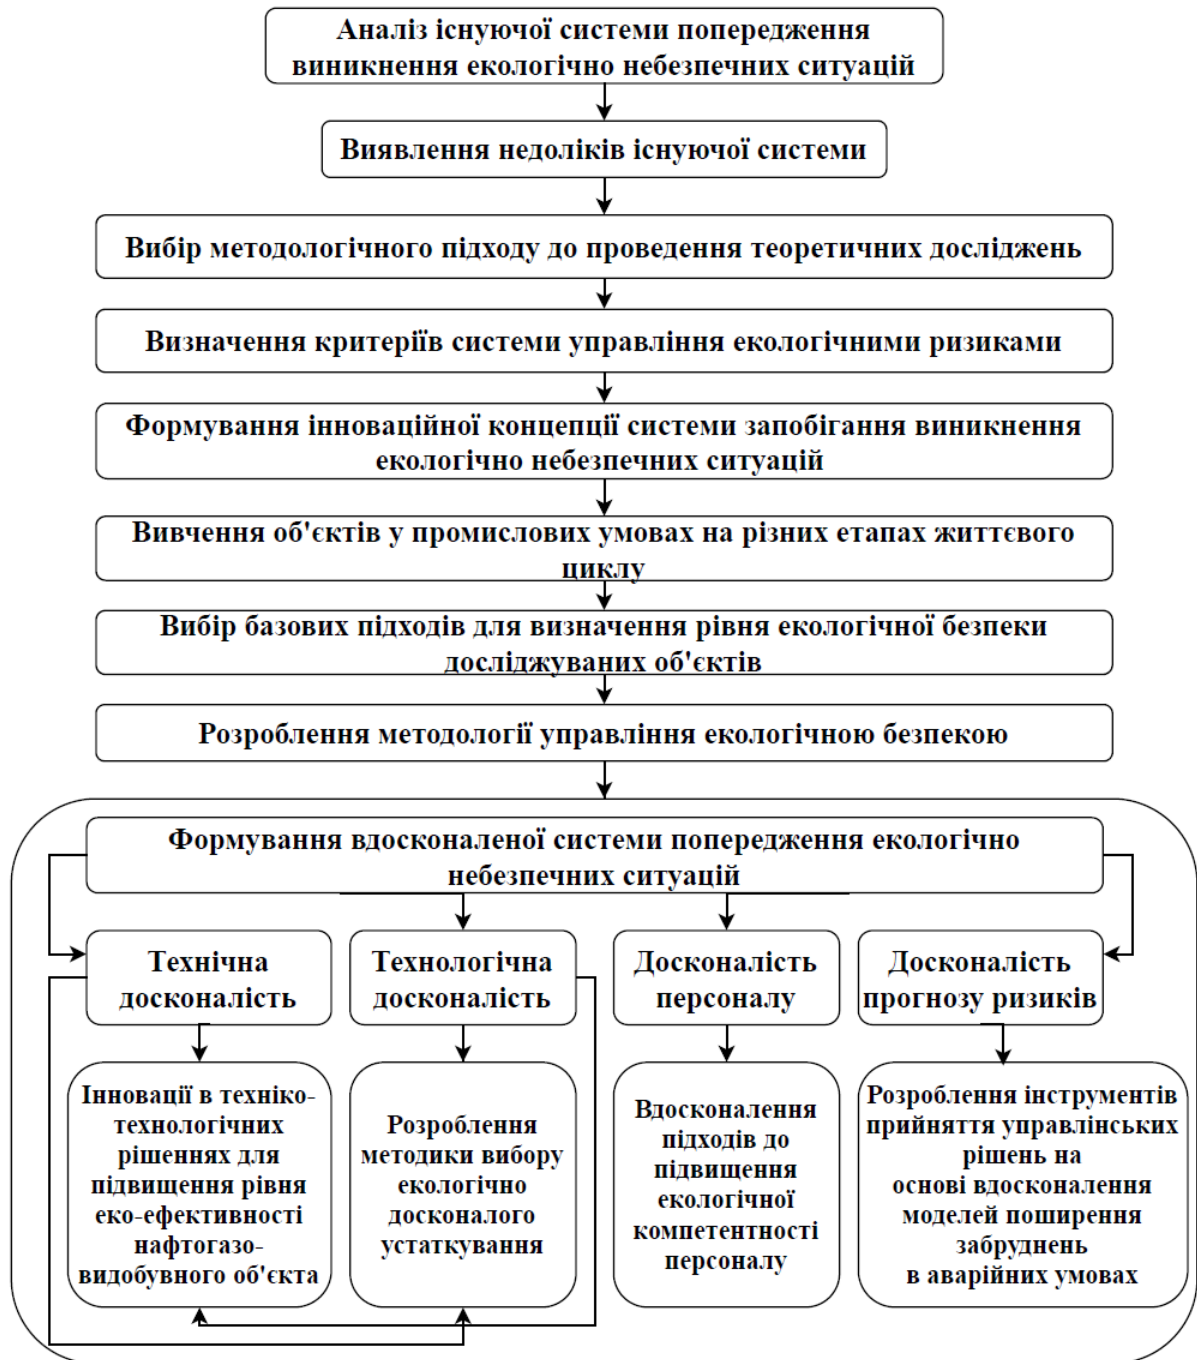 Аналіз існуючої системи попередження
виникнення екологічно небезпечних ситуацій
Виявлення недоліків існуючої системи
Вибір методологічного підходу до проведення теоретичних досліджень
Визначення критеріїв системи управління екологічними ризиками
Формування інноваційної концепції системи запобігання виникнення
екологічно небезпечних ситуацій
Вивчення об'єктів у промислових умовах на різних етапах життєвого
циклу
Вибір базових підходів для визначення рівня екологічної безпеки
досліджуваних об'єктів
Розроблення методології управління екологічною безпекою
Формування вдосконаленої системи попередження екологічно
небезпечних ситуацій
Технічна
досконалість
Технологічна
досконалість
Досконалість
персоналу
Досконалість
прогнозу ризиків
Інновації в техніко-
технологічних
рішеннях для
підвищення рівня
еко-ефективності
нафтогазо-
видобувного об'єкта
Розроблення
методики вибору
екологічно
досконалого
устаткування
Вдосконалення
підходів до
підвищення
екологічної
компетентності
персоналу
Розроблення інструментів
прийняття управлінських
рішень на
основі вдосконалення
моделей поширення
забруднень
в аварійних умовах